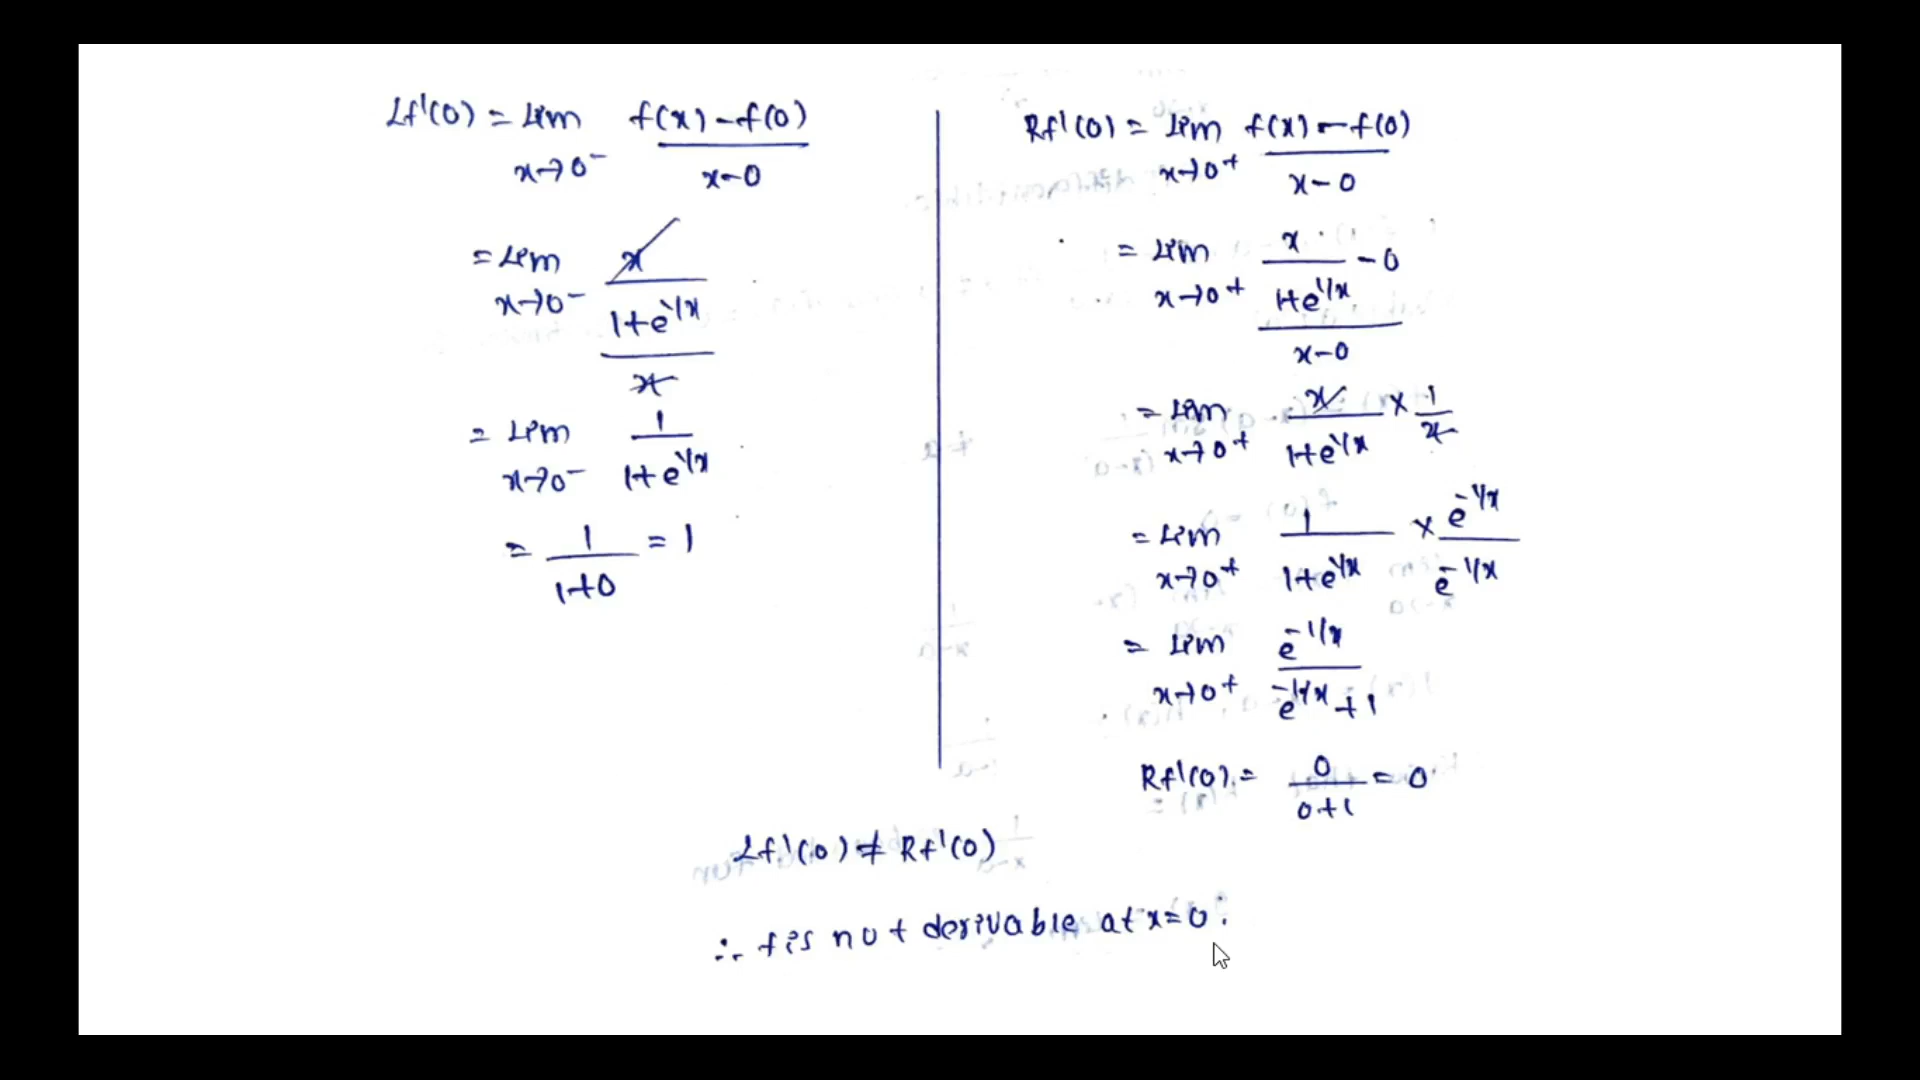 Lf'(0) = Lim f(x) - f(0)
x→0⁻ x-0
= Lim x
x→0⁻ 1+e^1/x
x
= Lim 1
x→0⁻ 1+e^1/x
= 1 = 1
1+0
Rf'(0) = Lim f(x) - f(0)
x→0+ x-0
= Lim x - 0
x→0+ 1+e^1/x
x-0
= Lim x × 1
x→0+ 1+e^1/x x
= Lim 1 × e^-1/x
x→0+ 1+e^1/x e^-1/x
= Lim e^-1/x
x→0+ e^-1/x + 1
Rf'(0) = 0 = 0
0+1
Lf'(0) ≠ Rf'(0)
∴ f is not derivable at x=0.